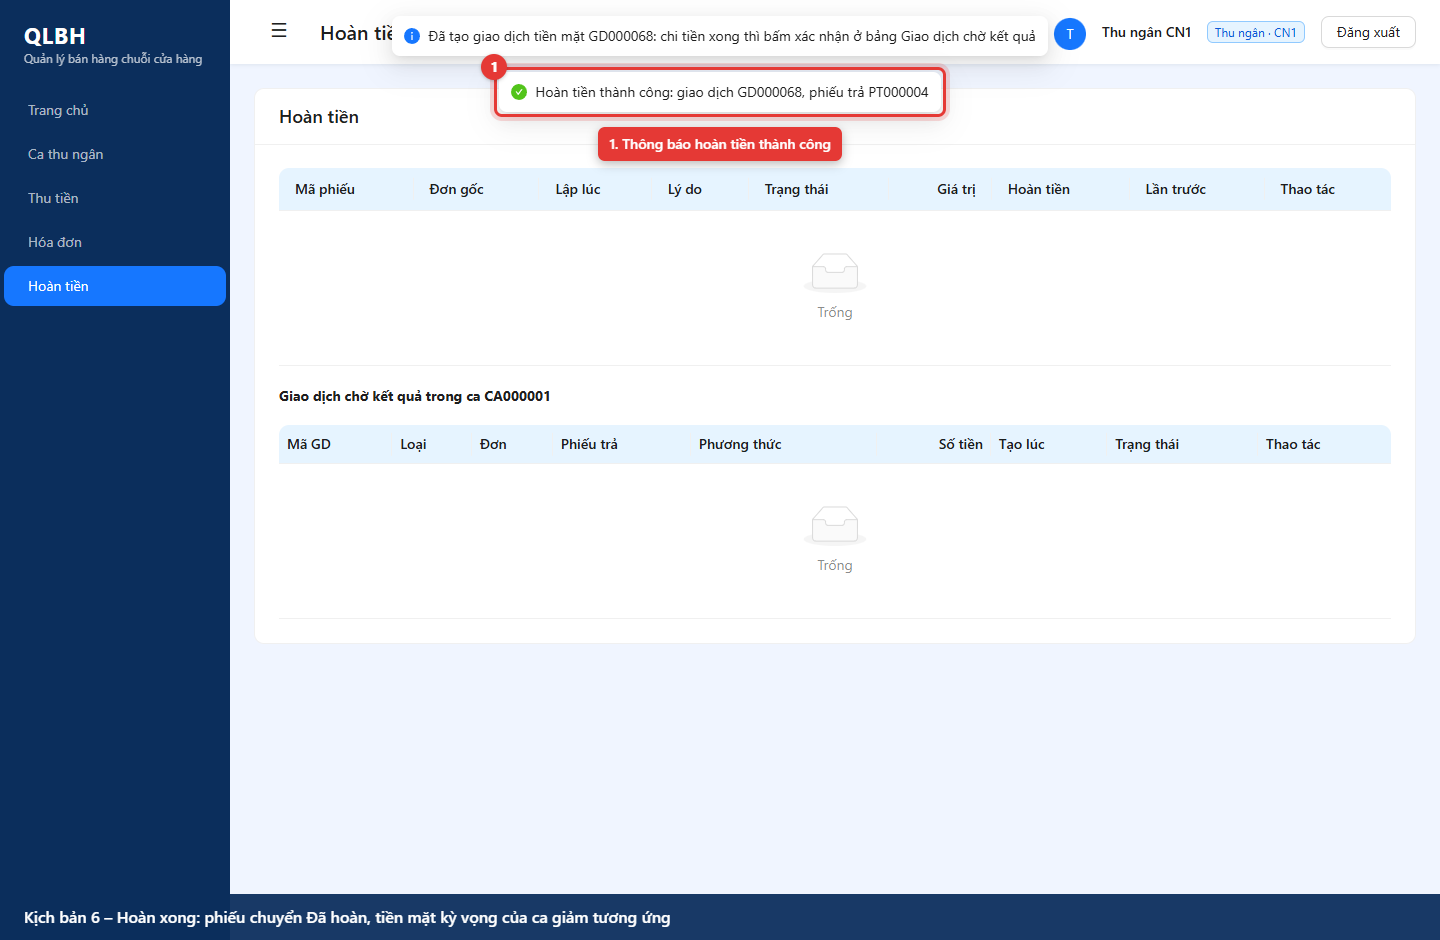 QLBH
Quản lý bán hàng chuỗi cửa hàng
Trang chủ
Ca thu ngân
Thu tiền
Hóa đơn
Hoàn tiền
☰
Hoàn tiề
Đã tạo giao dịch tiền mặt GD000068: chi tiền xong thì bấm xác nhận ở bảng Giao dịch chờ kết quả
T
Thu ngân CN1
Thu ngân · CN1
Đăng xuất
1
Hoàn tiền thành công: giao dịch GD000068, phiếu trả PT000004
1. Thông báo hoàn tiền thành công
Hoàn tiền
Mã phiếu Đơn gốc Lập lúc Lý do Trạng thái Giá trị Hoàn tiền Lần trước Thao tác
Trống
Giao dịch chờ kết quả trong ca CA000001
Mã GD Loại Đơn Phiếu trả Phương thức Số tiền Tạo lúc Trạng thái Thao tác
Trống
Kịch bản 6 – Hoàn xong: phiếu chuyển Đã hoàn, tiền mặt kỳ vọng của ca giảm tương ứng